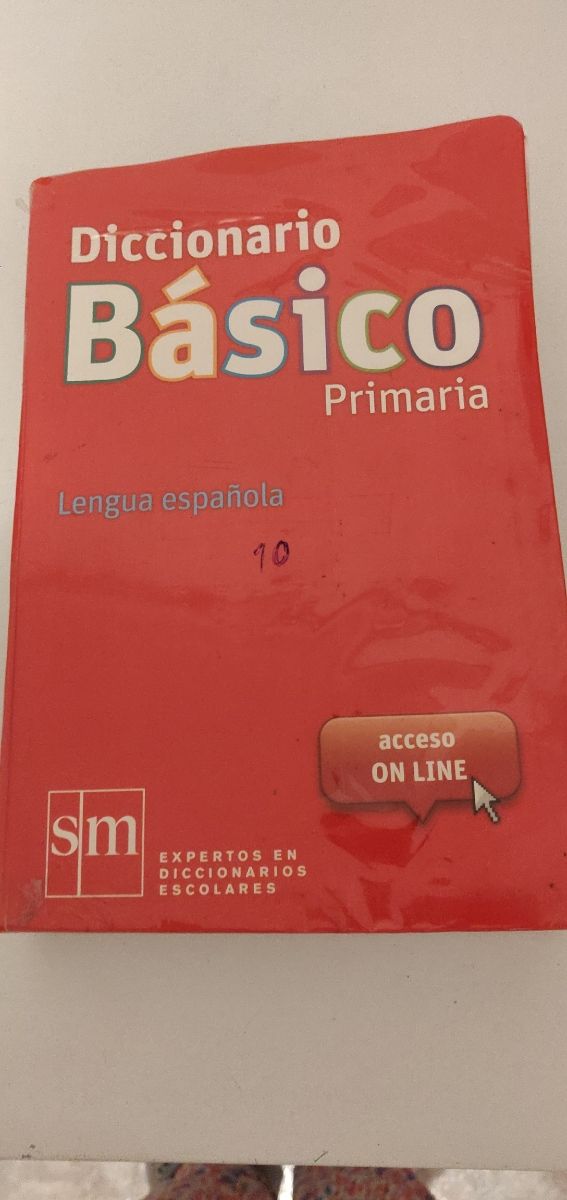 Diccionario
Básico
Primaria
Lengua española
10
acceso
ON LINE
sm
EXPERTOS EN
DICCIONARIOS
ESCOLARES